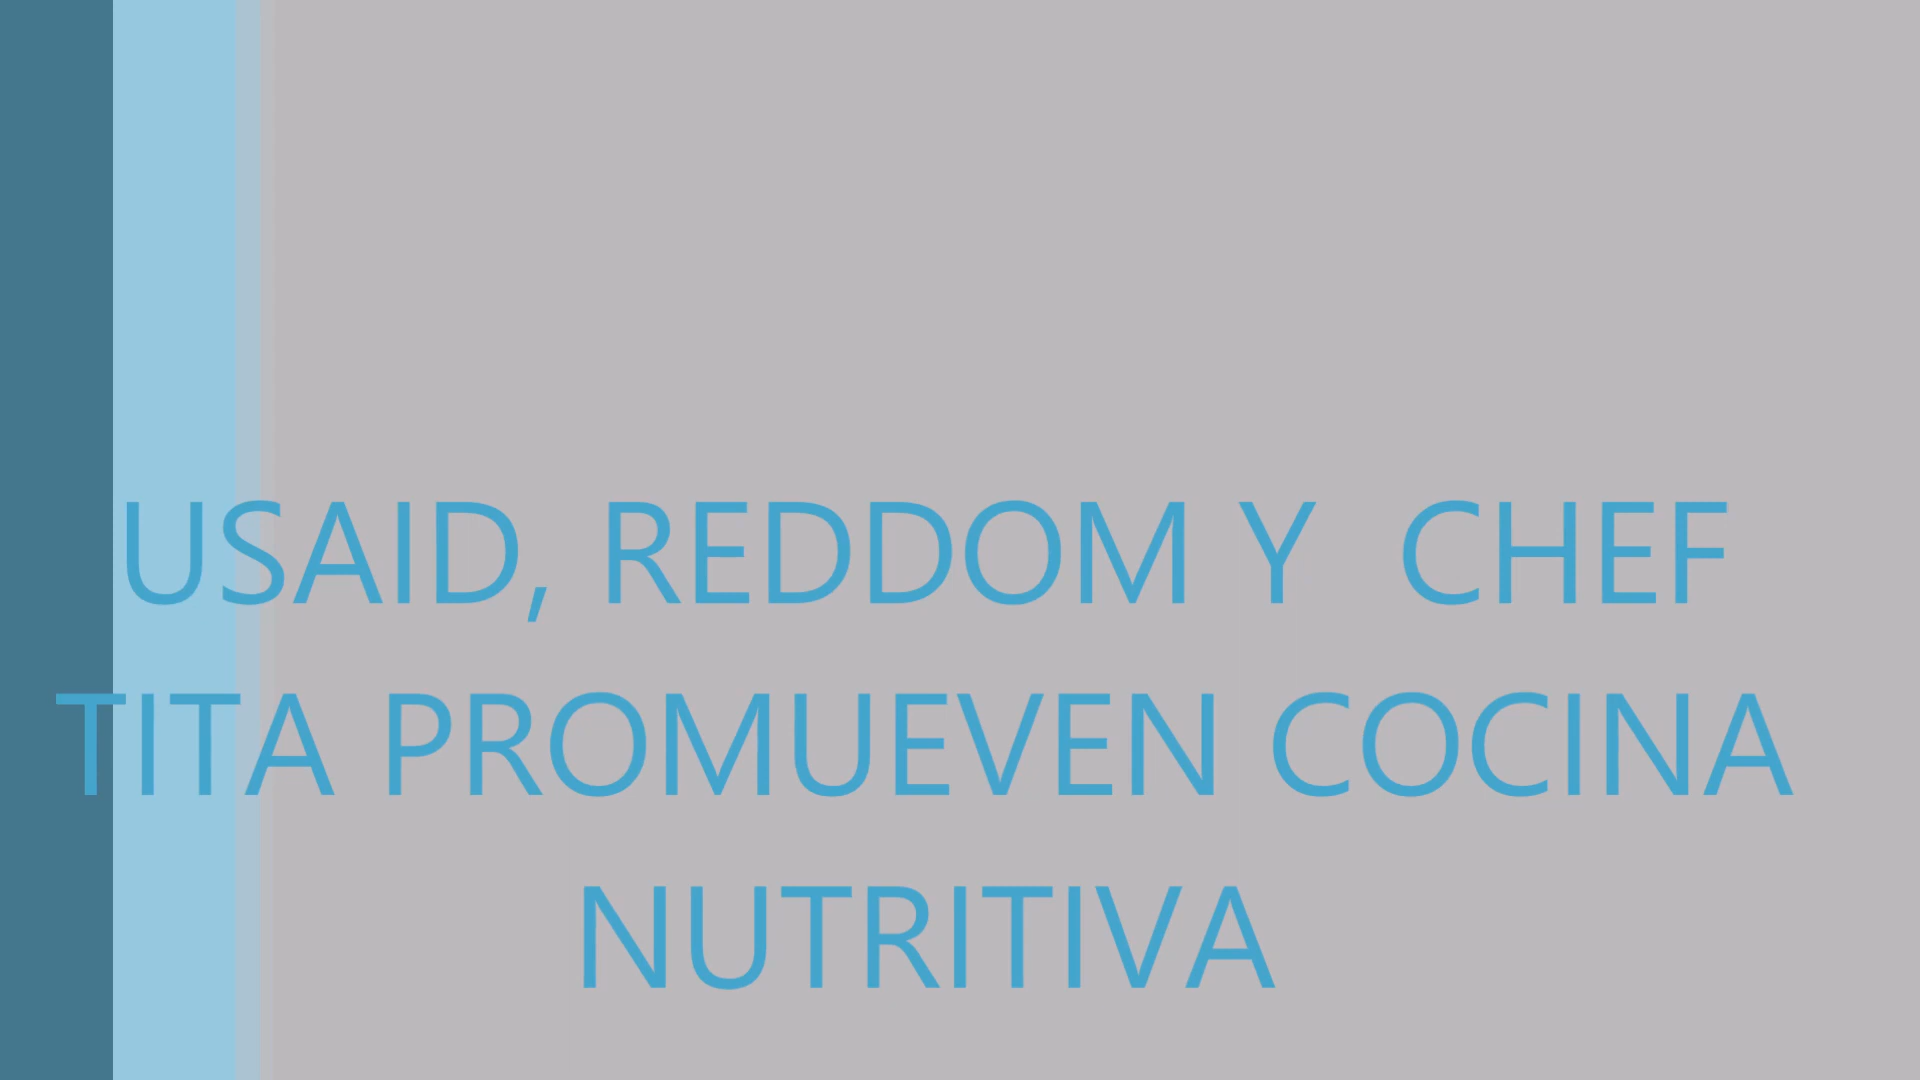 USAID, REDDOM Y  CHEF
TITA PROMUEVEN COCINA
NUTRITIVA